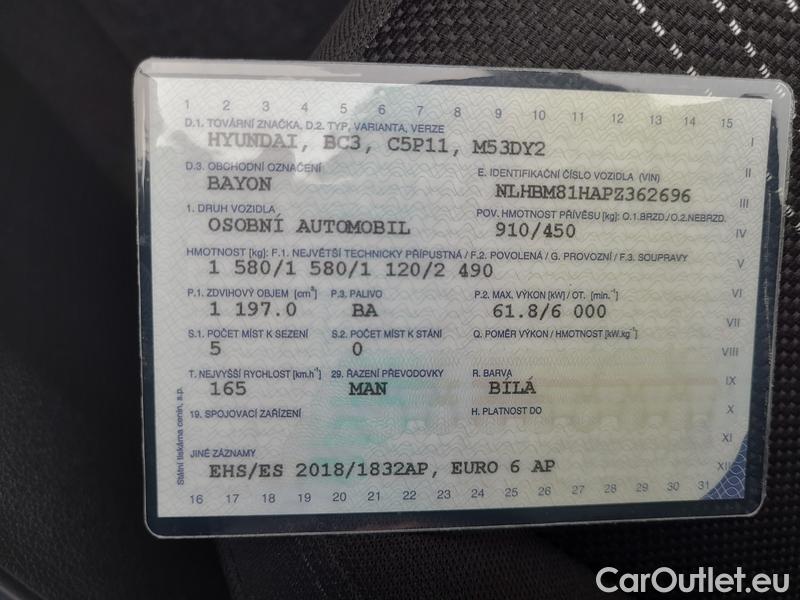 1 2 3 4 5 6 7 8 9 10 11 12 13 14 15
D.1. TOVÁRNÍ ZNAČKA, D.2. TYP, VARIANTA, VERZE
HYUNDAI, BC3, C5P11, M53DY2
I
D.3. OBCHODNÍ OZNAČENÍ
E. IDENTIFIKAČNÍ ČÍSLO VOZIDLA (VIN)
II
BAYON
NLHBM81HAPZ362696
III
1. DRUH VOZIDLA
POV. HMOTNOST PŘÍVĚSU [kg]: O.1.BRZD./O.2.NEBRZD.
OSOBNÍ AUTOMOBIL
910/450
IV
HMOTNOST [kg]: F.1. NEJVĚTŠÍ TECHNICKY PŘÍPUSTNÁ / F.2. POVOLENÁ / G. PROVOZNÍ / F.3. SOUPRAVY
1 580/1 580/1 120/2 490
V
P.1. ZDVIHOVÝ OBJEM [cm³]
P.3. PALIVO
P.2. MAX. VÝKON [kW] / OT. [min.⁻¹]
VI
1 197.0
BA
61.8/6 000
VII
S.1. POČET MÍST K SEZENÍ
S.2. POČET MÍST K STÁNÍ
Q. POMĚR VÝKON / HMOTNOST [kW.kg⁻¹]
5
0
VIII
T. NEJVYŠŠÍ RYCHLOST [km.h⁻¹]
29. ŘAZENÍ PŘEVODOVKY
R. BARVA
165
MAN
BÍLÁ
IX
19. SPOJOVACÍ ZAŘÍZENÍ
H. PLATNOST DO
X
XI
JINÉ ZÁZNAMY
EHS/ES 2018/1832AP, EURO 6 AP
XII
16 17 18 19 20 21 22 23 24 25 26 27 28 29 30 31
Státní tiskárna cenin, s.p.
CarOutlet.eu